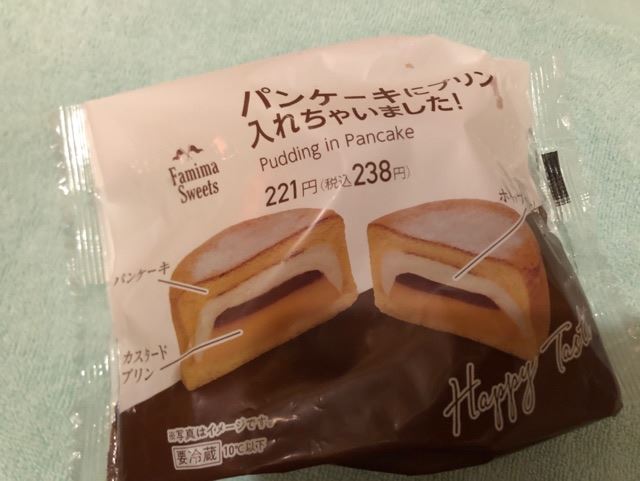 パンケーキにプリン
入れちゃいました!
Pudding in Pancake
Famima
Sweets
221円(税込238円)
パンケーキ
カスタード
プリン
Happy
※写真はイメージです。
要冷蔵 10℃以下